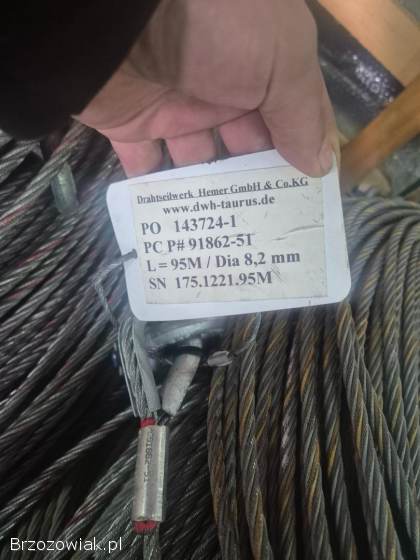 Drahtseilwerk Hemer GmbH & Co.KG
www.dwh-taurus.de
PO 143724-1
PC P# 91862-51
L = 95M / Dia 8,2 mm
SN 175.1221.95M
Brzozowiak.pl